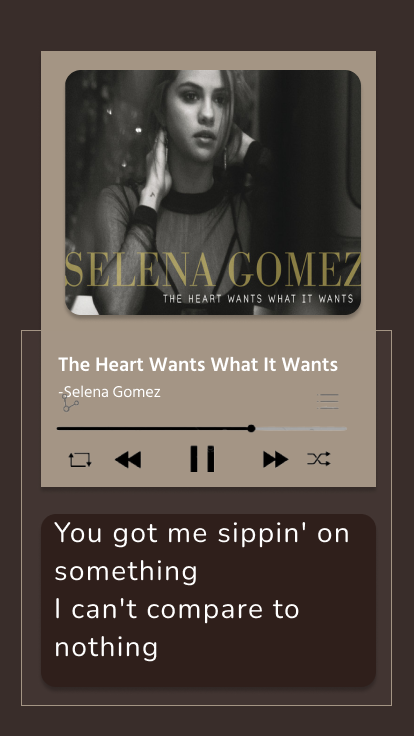 SELENA GOMEZ
THE HEART WANTS WHAT IT WANTS
The Heart Wants What It Wants
-Selena Gomez
You got me sippin' on
something
I can't compare to
nothing